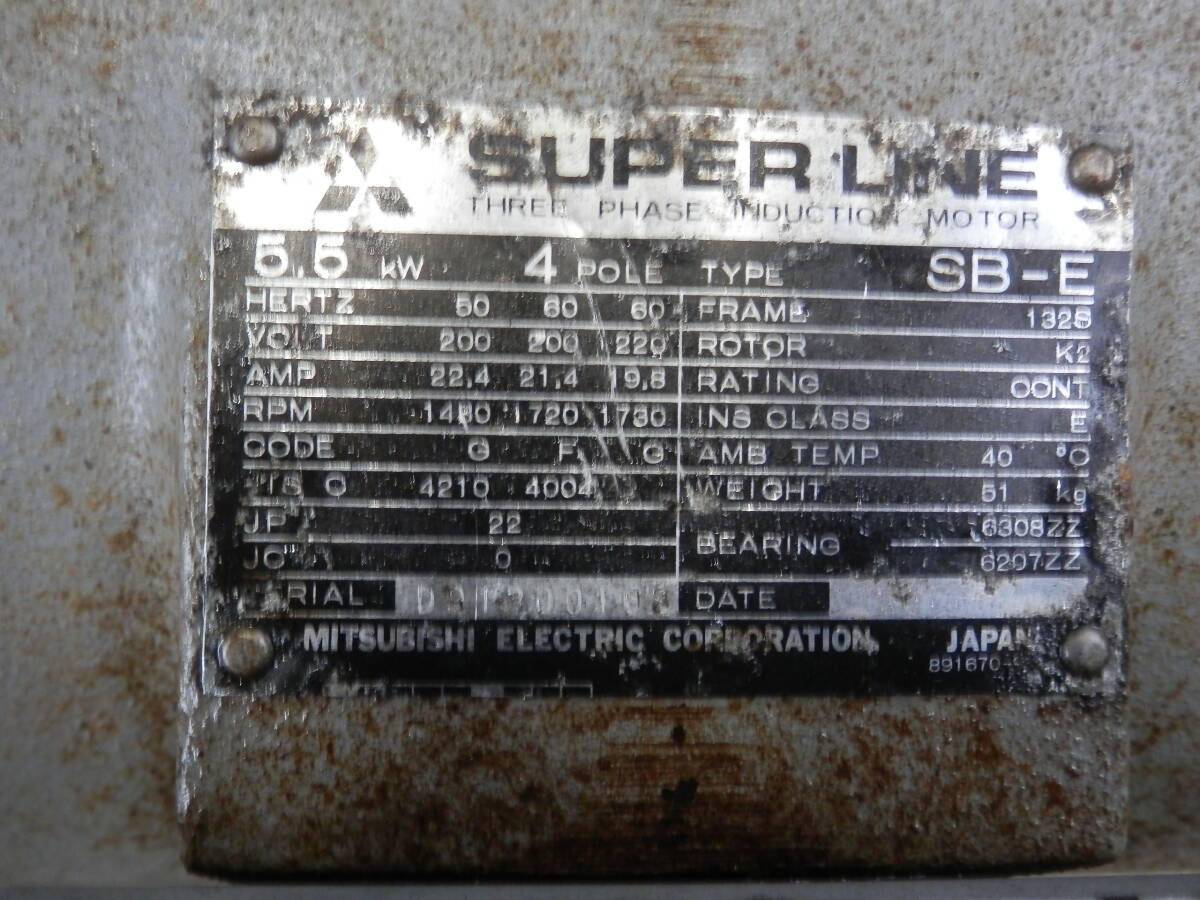 SUPER LINE
THREE PHASE INDUCTION MOTOR
5.5 kW 4 POLE TYPE SB-E
HERTZ 50 60 60 FRAME 132S
VOLT 200 200 220 ROTOR K2
AMP 22.4 21.4 19.8 RATING CONT
RPM 1720 1730 INS CLASS E
CODE G F G AMB TEMP 40 °C
JIS C 4210 4004 WEIGHT 51 kg
JP 22 BEARING 6308ZZ
JC 0 6207ZZ
SERIAL DATE
MITSUBISHI ELECTRIC CORPORATION, JAPAN